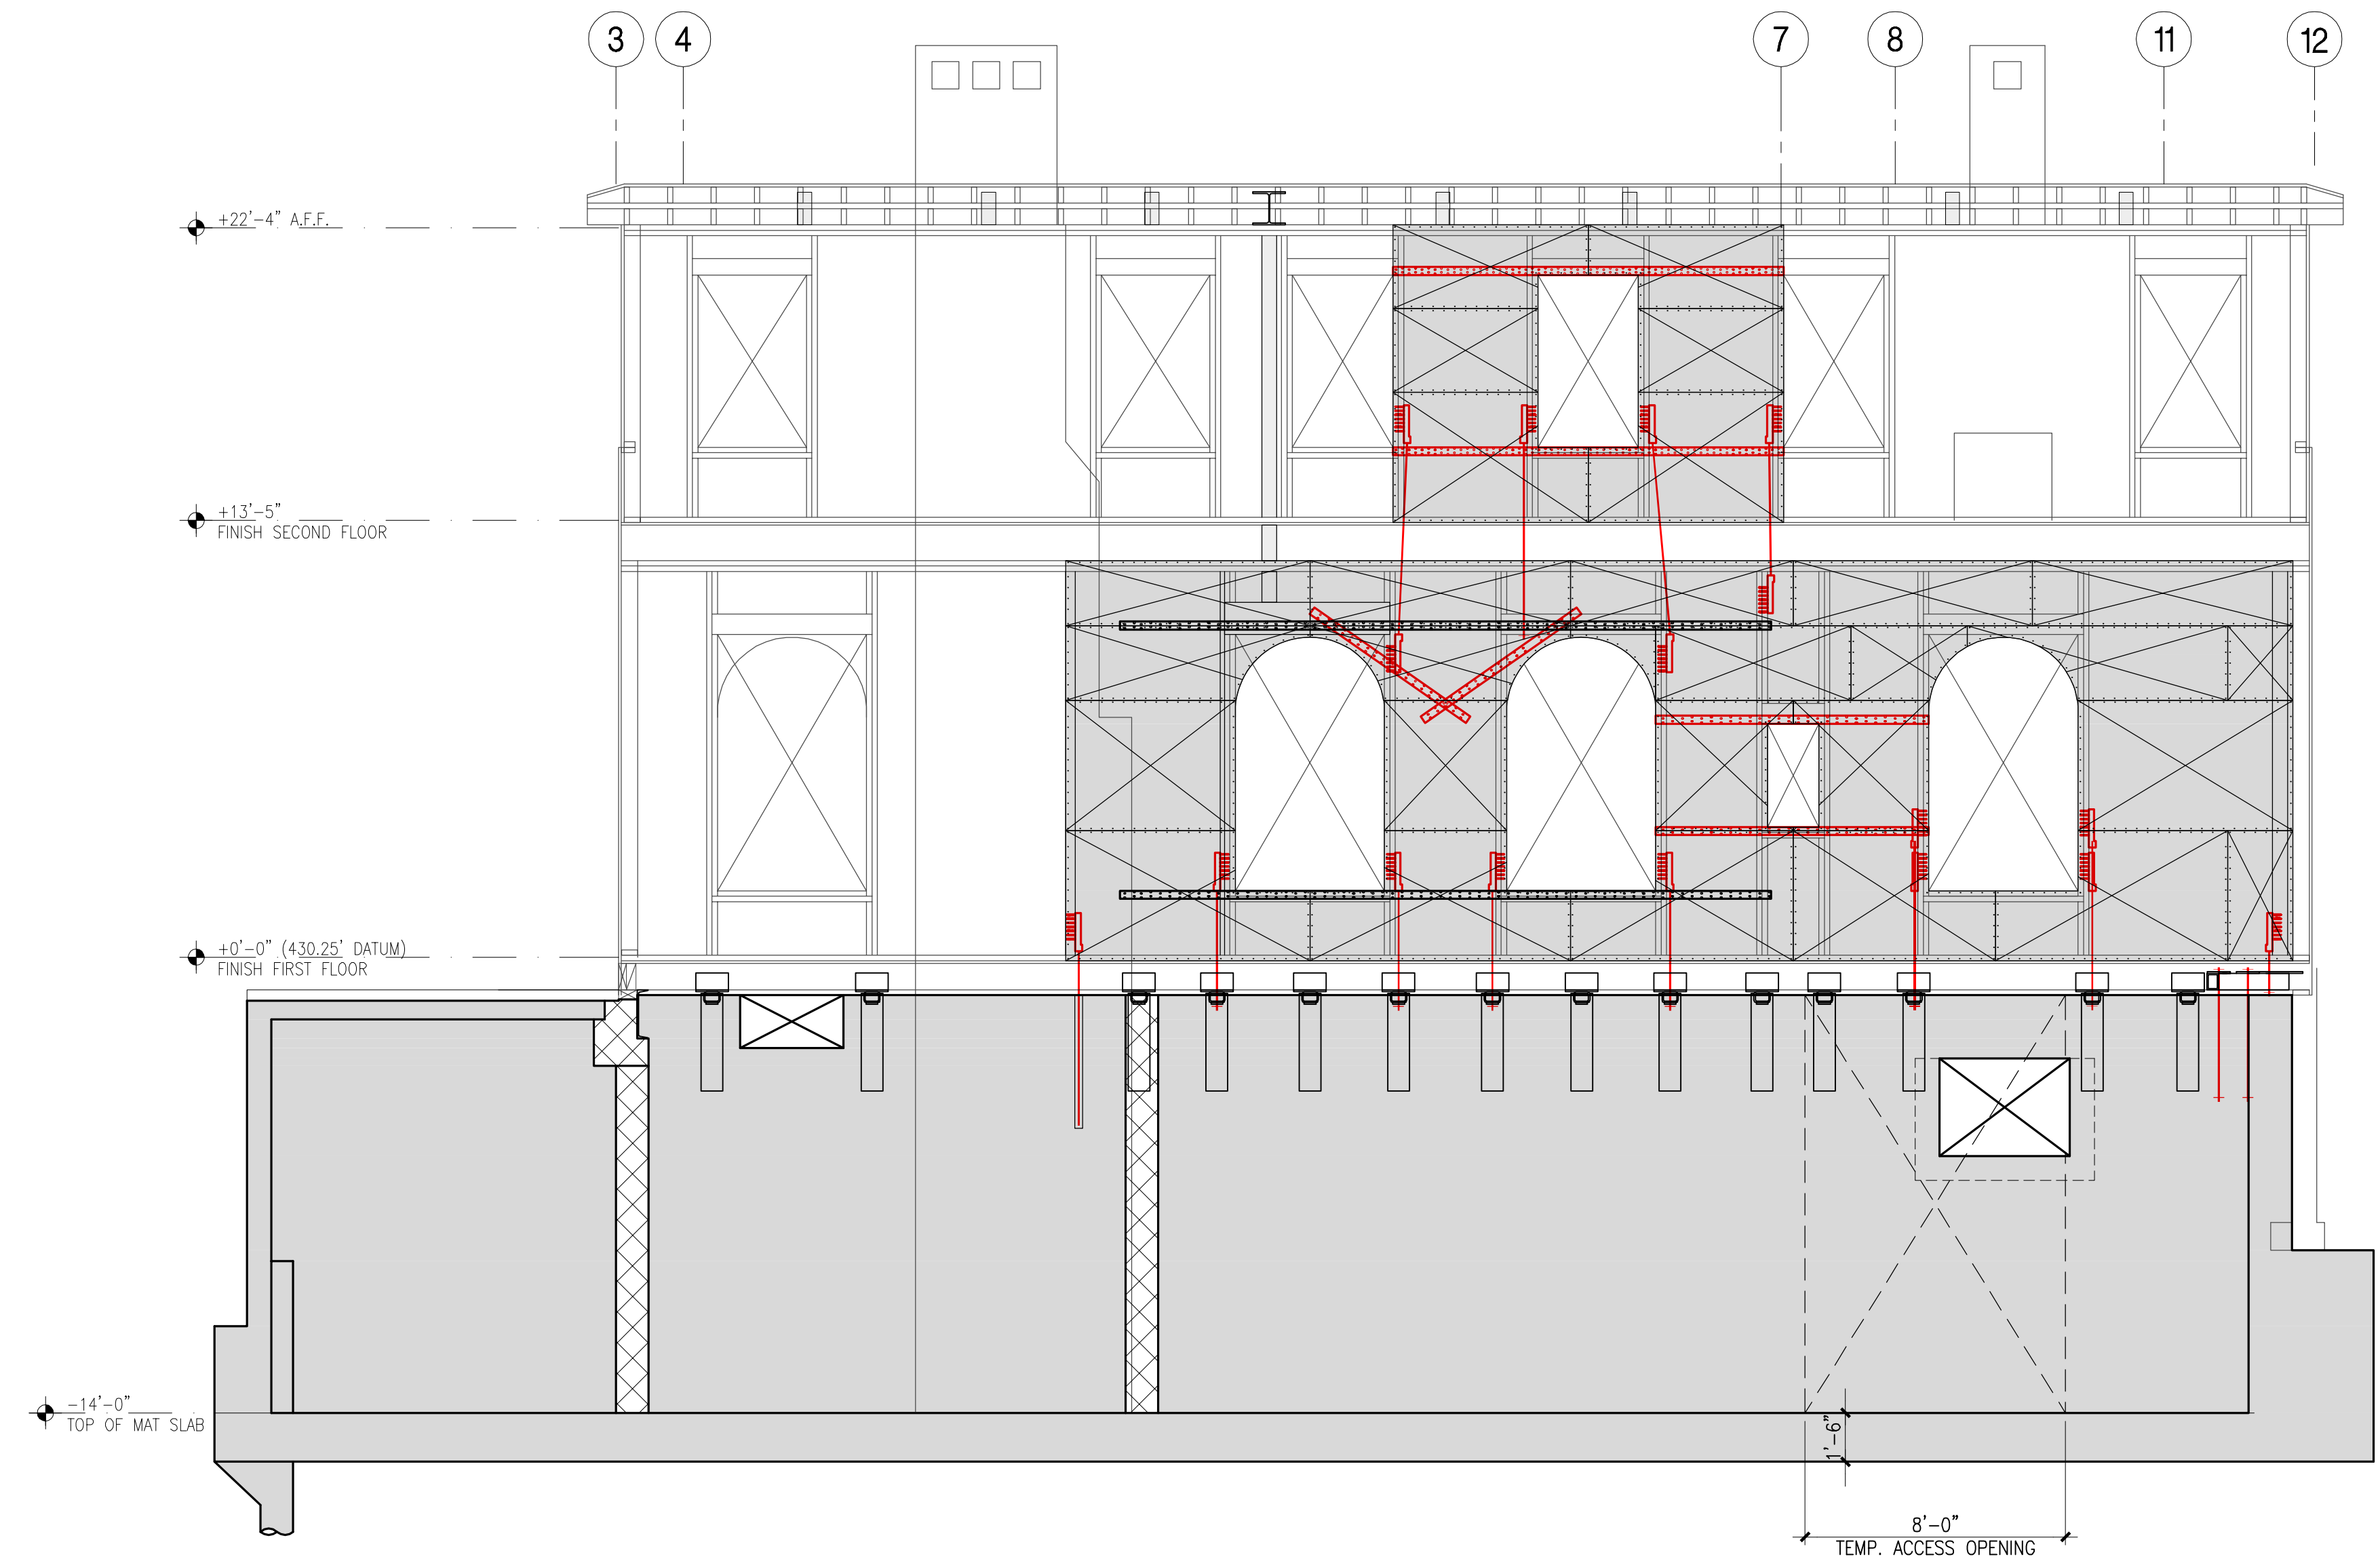 3 4 7 8 11 12
+22'-4" A.F.F.
+13'-5"
FINISH SECOND FLOOR
+0'-0" (430.25' DATUM)
FINISH FIRST FLOOR
-14'-0"
TOP OF MAT SLAB
1'-6"
8'-0"
TEMP. ACCESS OPENING